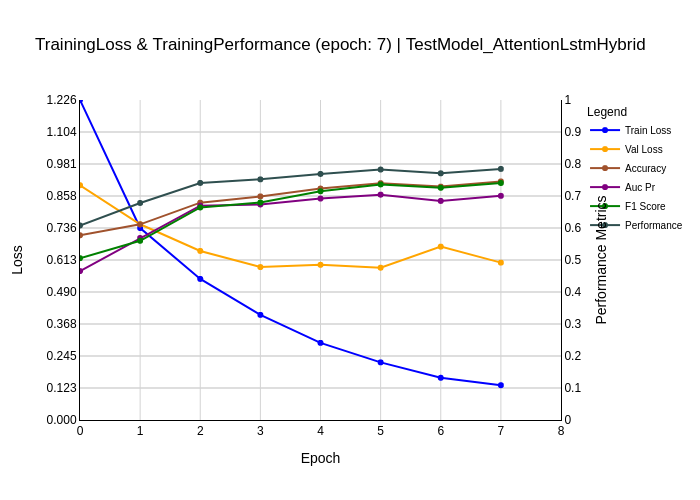 TrainingLoss & TrainingPerformance (epoch: 7) | TestModel_AttentionLstmHybrid
1.226
1.104
0.981
0.858
0.736
0.613
0.490
0.368
0.245
0.123
0.000
Loss
0 1 2 3 4 5 6 7 8
Epoch
1
0.9
0.8
0.7
0.6
0.5
0.4
0.3
0.2
0.1
0
Performance Metrics
Legend
Train Loss
Val Loss
Accuracy
Auc Pr
F1 Score
Performance